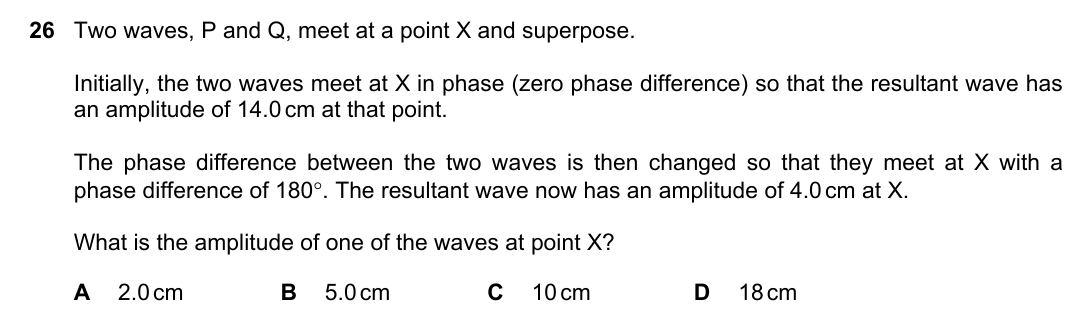 26 Two waves, P and Q, meet at a point X and superpose.
Initially, the two waves meet at X in phase (zero phase difference) so that the resultant wave has
an amplitude of 14.0 cm at that point.
The phase difference between the two waves is then changed so that they meet at X with a
phase difference of 180°. The resultant wave now has an amplitude of 4.0 cm at X.
What is the amplitude of one of the waves at point X?
A 2.0 cm B 5.0 cm C 10 cm D 18 cm